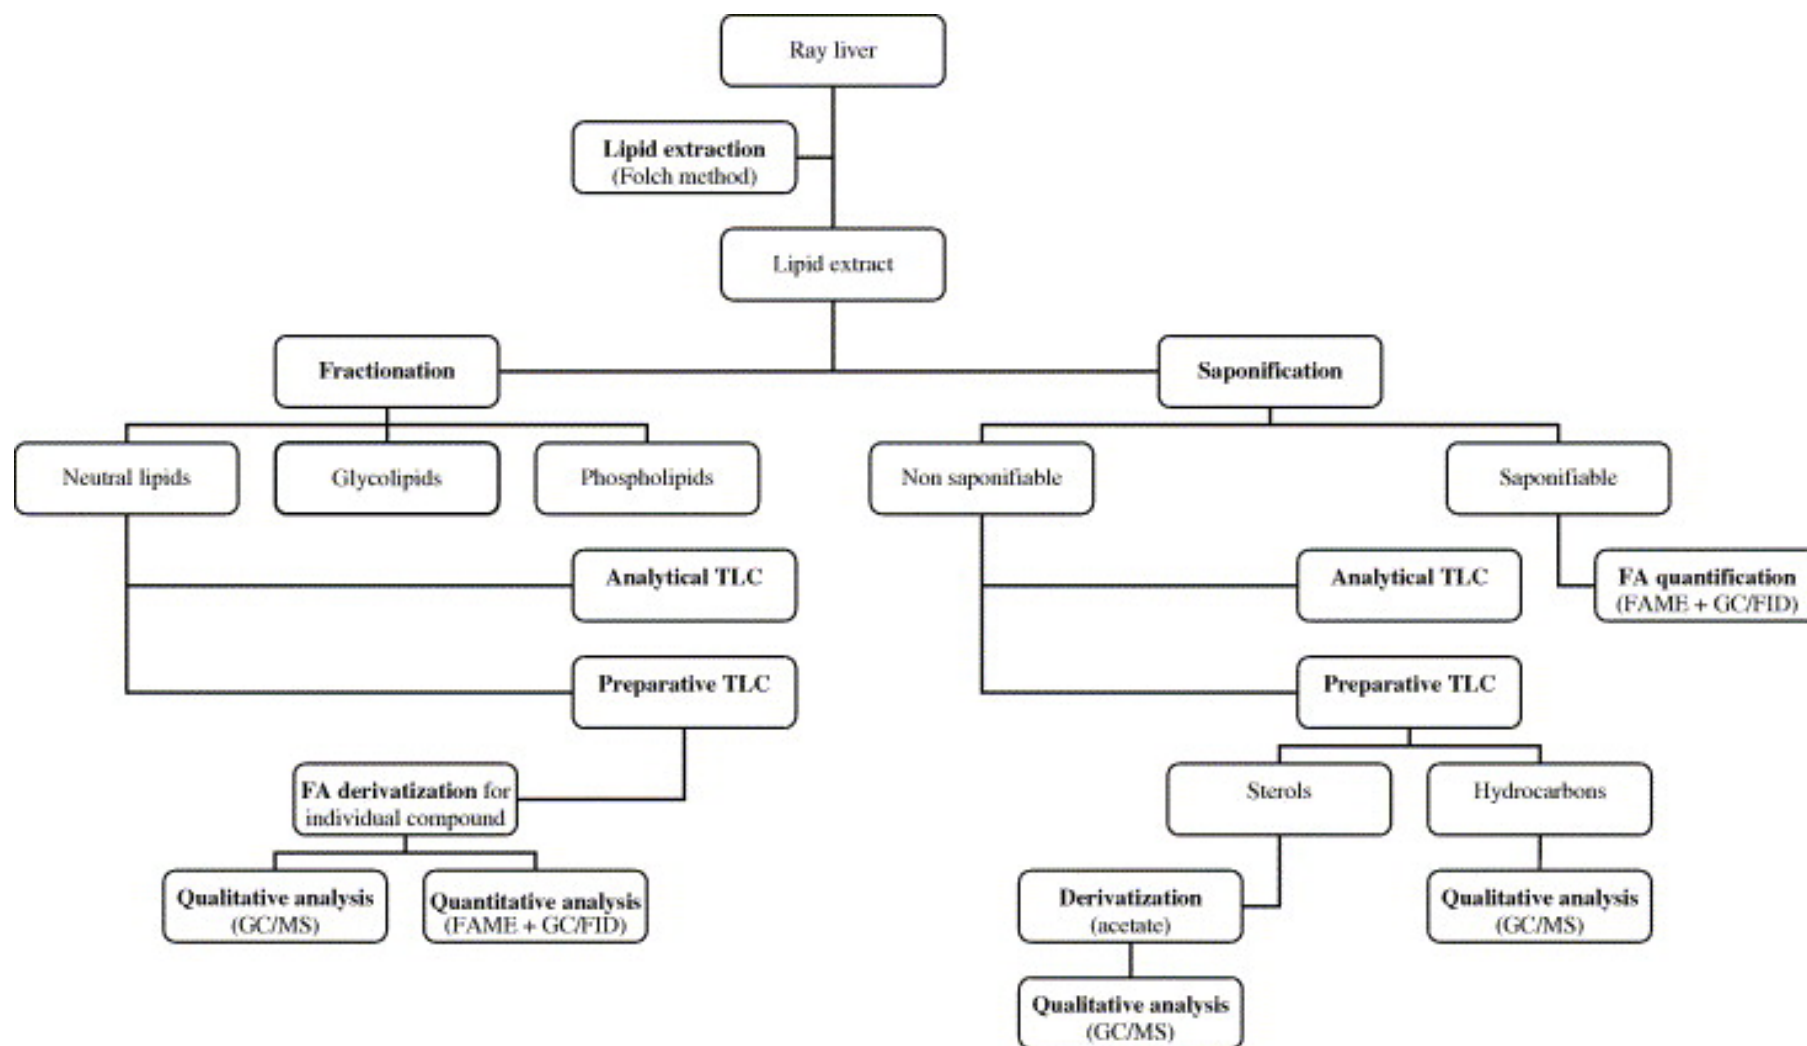 Ray liver
Lipid extraction
(Folch method)
Lipid extract
Fractionation
Saponification
Neutral lipids
Glycolipids
Phospholipids
Non saponifiable
Saponifiable
Analytical TLC
Analytical TLC
FA quantification
(FAME + GC/FID)
Preparative TLC
Preparative TLC
FA derivatization for
individual compound
Sterols
Hydrocarbons
Qualitative analysis
(GC/MS)
Quantitative analysis
(FAME + GC/FID)
Derivatization
(acetate)
Qualitative analysis
(GC/MS)
Qualitative analysis
(GC/MS)